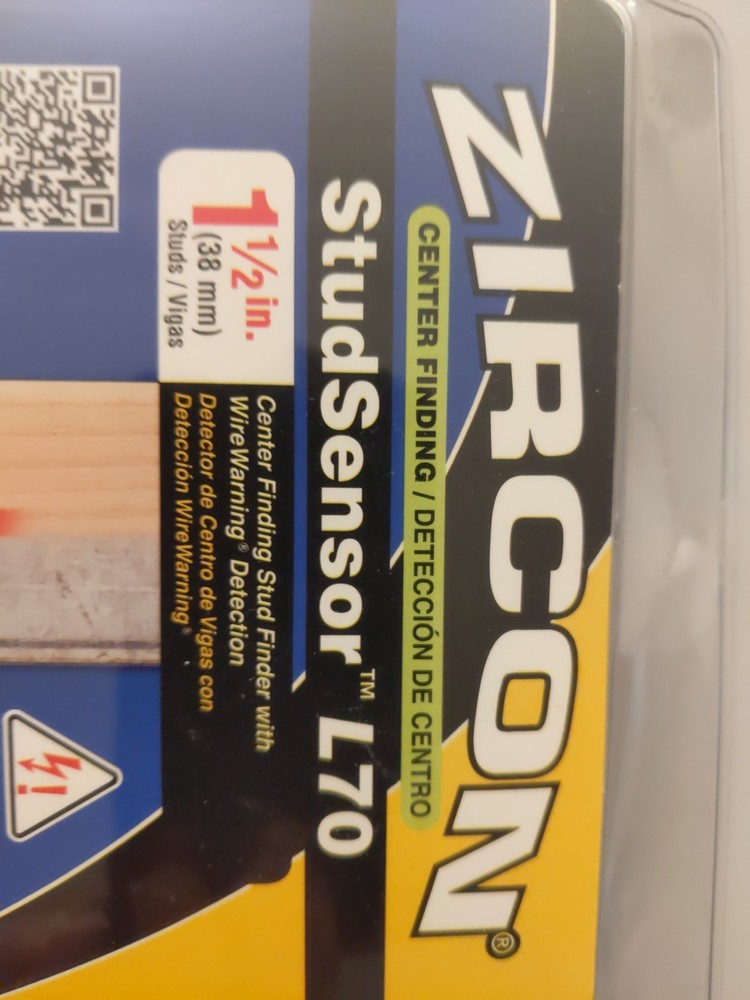 ZIRCON®
CENTER FINDING / DETECCIÓN DE CENTRO
StudSensor™ L70
1 1/2 in.
(38 mm)
Studs / Vigas
Center Finding Stud Finder with
WireWarning® Detection
Detector de Centro de Vigas con
Detección WireWarning®